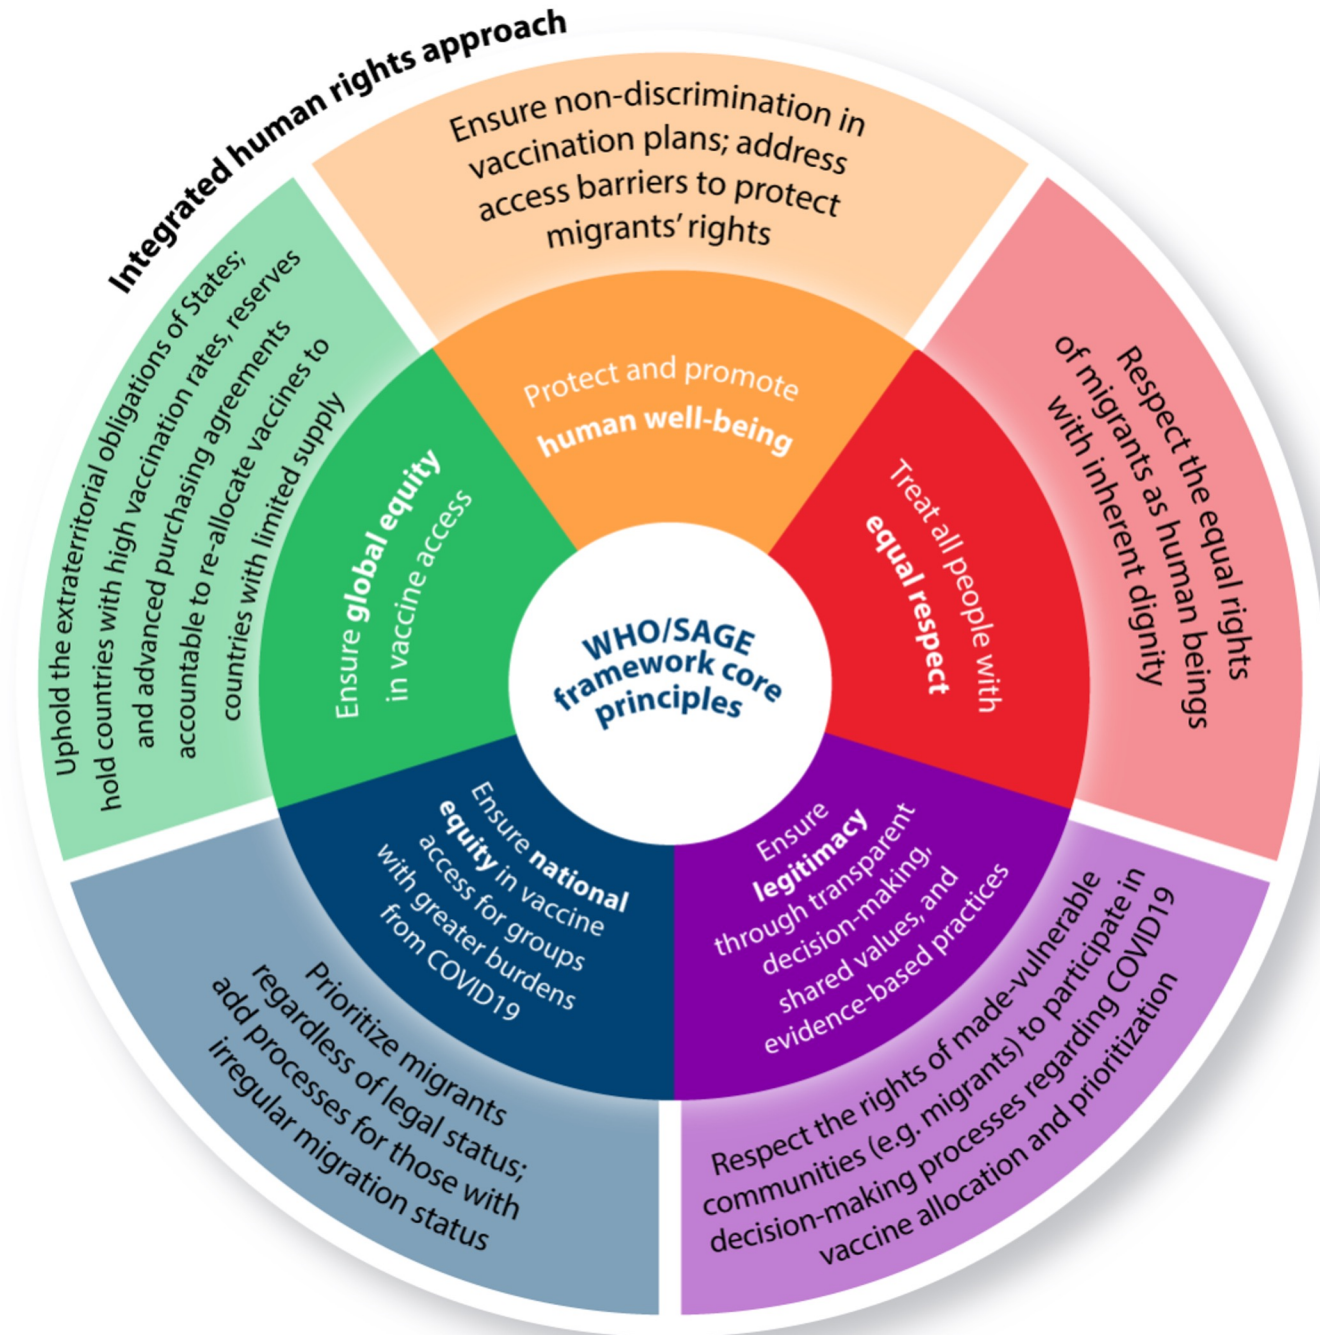 Integrated human rights approach
Ensure non-discrimination in
vaccination plans; address
access barriers to protect
migrants’ rights
Protect and promote
human well-being
Respect the equal rights
of migrants as human beings
with inherent dignity
Treat all people with
equal respect
Respect the rights of made-vulnerable
communities (e.g. migrants) to participate in
decision-making processes regarding COVID19
vaccine allocation and prioritization
Ensure
legitimacy
through transparent
decision-making,
shared values, and
evidence-based practices
Prioritize migrants
regardless of legal status;
add processes for those with
irregular migration status
Ensure national
equity in vaccine
access for groups
with greater burdens
from COVID19
Uphold the extraterritorial obligations of States;
hold countries with high vaccination rates, reserves
and advanced purchasing agreements
accountable to re-allocate vaccines to
countries with limited supply
Ensure global equity
in vaccine access
WHO/SAGE
framework core
principles